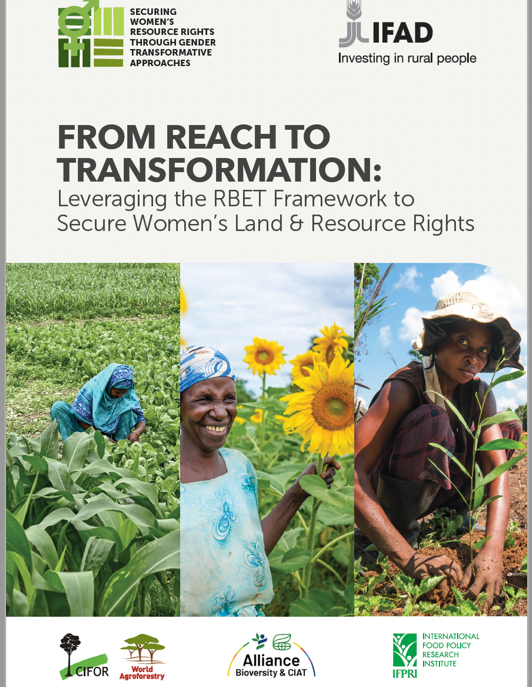 SECURING
WOMEN'S
RESOURCE RIGHTS
THROUGH GENDER
TRANSFORMATIVE
APPROACHES
JLIFAD
Investing in rural people
FROM REACH TO
TRANSFORMATION:
Leveraging the RBET Framework to
Secure Women's Land & Resource Rights
CIFOR
World
Agroforestry
Alliance
Bioversity & CIAT
IFPRI
INTERNATIONAL
FOOD POLICY
RESEARCH
INSTITUTE